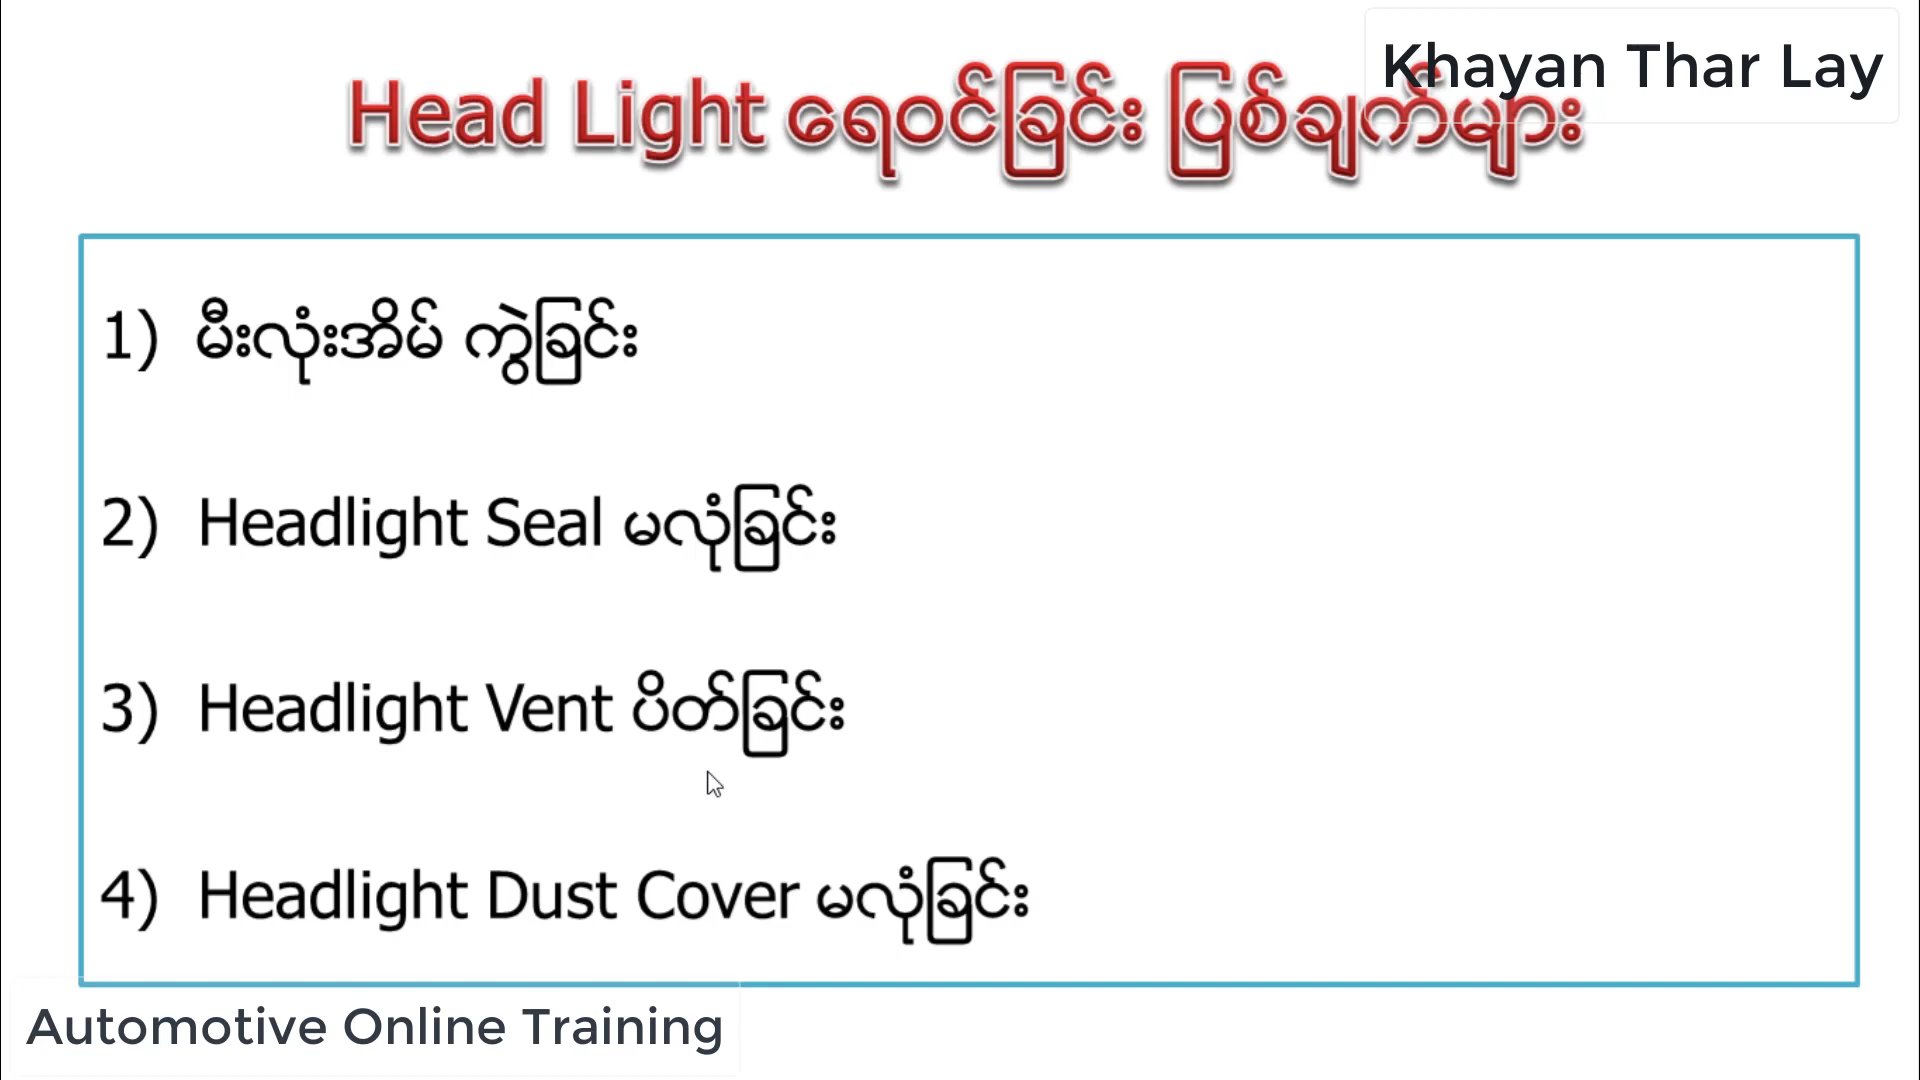 Khayan Thar Lay
Head Light ရေဝင်ခြင်း ပြစ်ချက်များ
1) မီးလုံးအိမ် ကွဲခြင်း
2) Headlight Seal မလုံခြင်း
3) Headlight Vent ပိတ်ခြင်း
4) Headlight Dust Cover မလုံခြင်း
Automotive Online Training